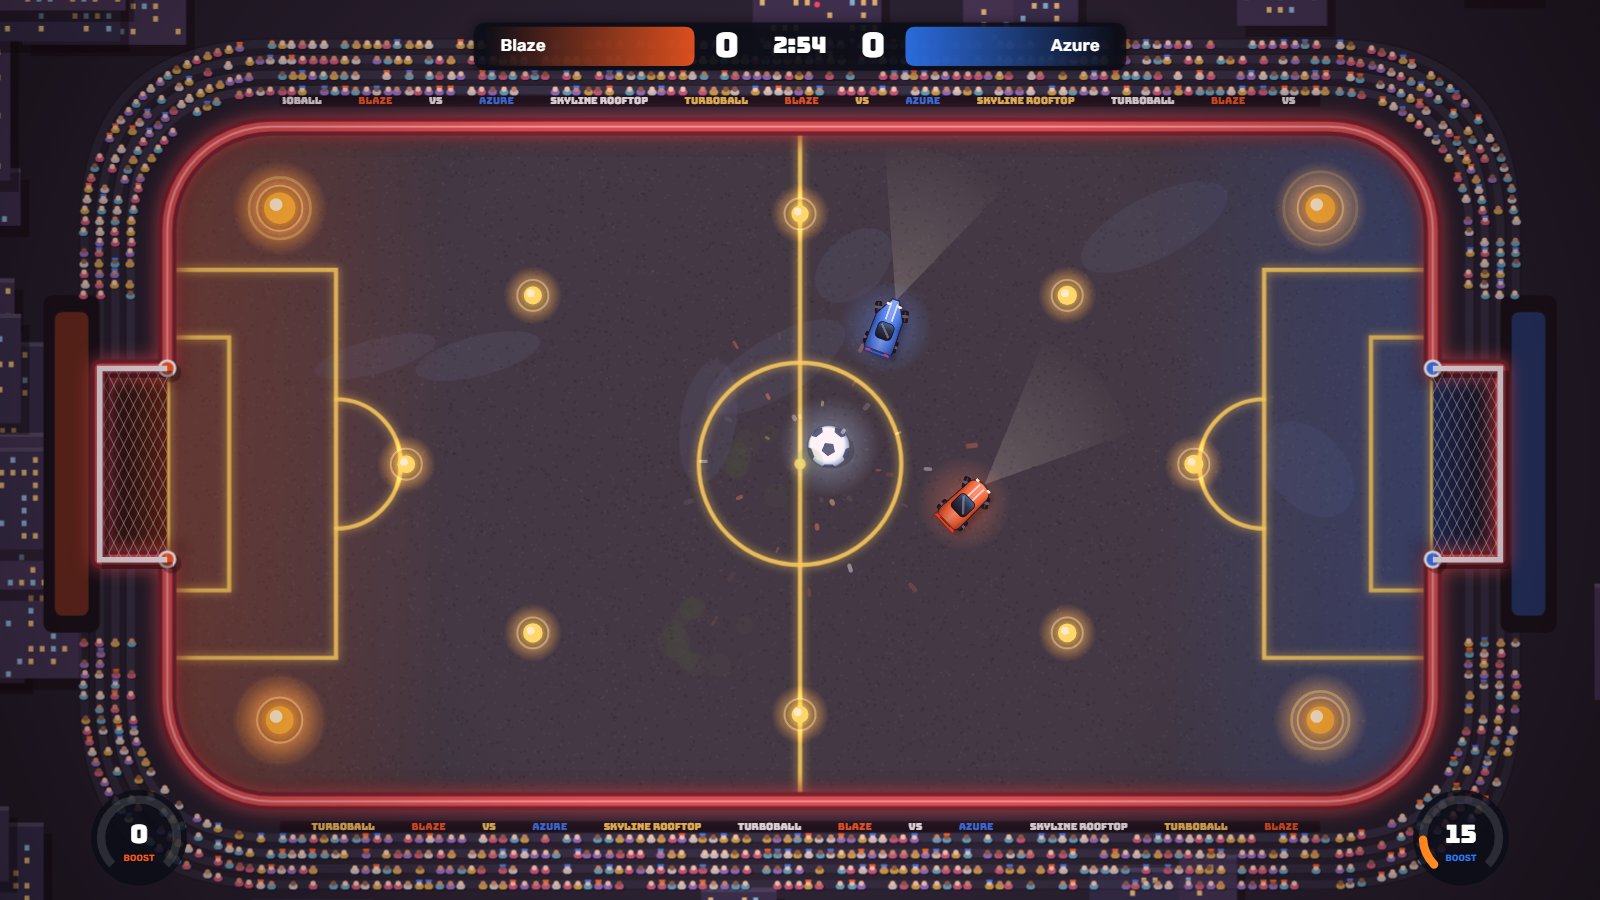 Blaze 0 2:54 0 Azure
BALL BLAZE VS AZURE SKYLINE ROOFTOP TURBOBALL BLAZE VS AZURE SKYLINE ROOFTOP TURBOBALL BLAZE VS
TURBOBALL BLAZE VS AZURE SKYLINE ROOFTOP TURBOBALL BLAZE VS AZURE SKYLINE ROOFTOP TURBOBALL BLAZE
0
BOOST
15
BOOST